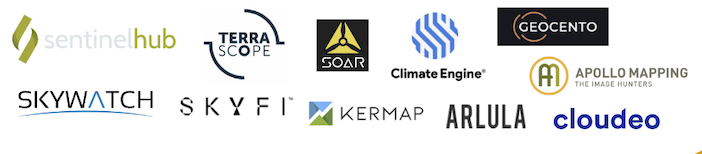 sentinelhub
TERRA
SCOPE
SOAR
Climate Engine®
GEOCENTO
APOLLO MAPPING
THE IMAGE HUNTERS
SKYWATCH
SKYFI™
KERMAP
ARLULA
cloudeo